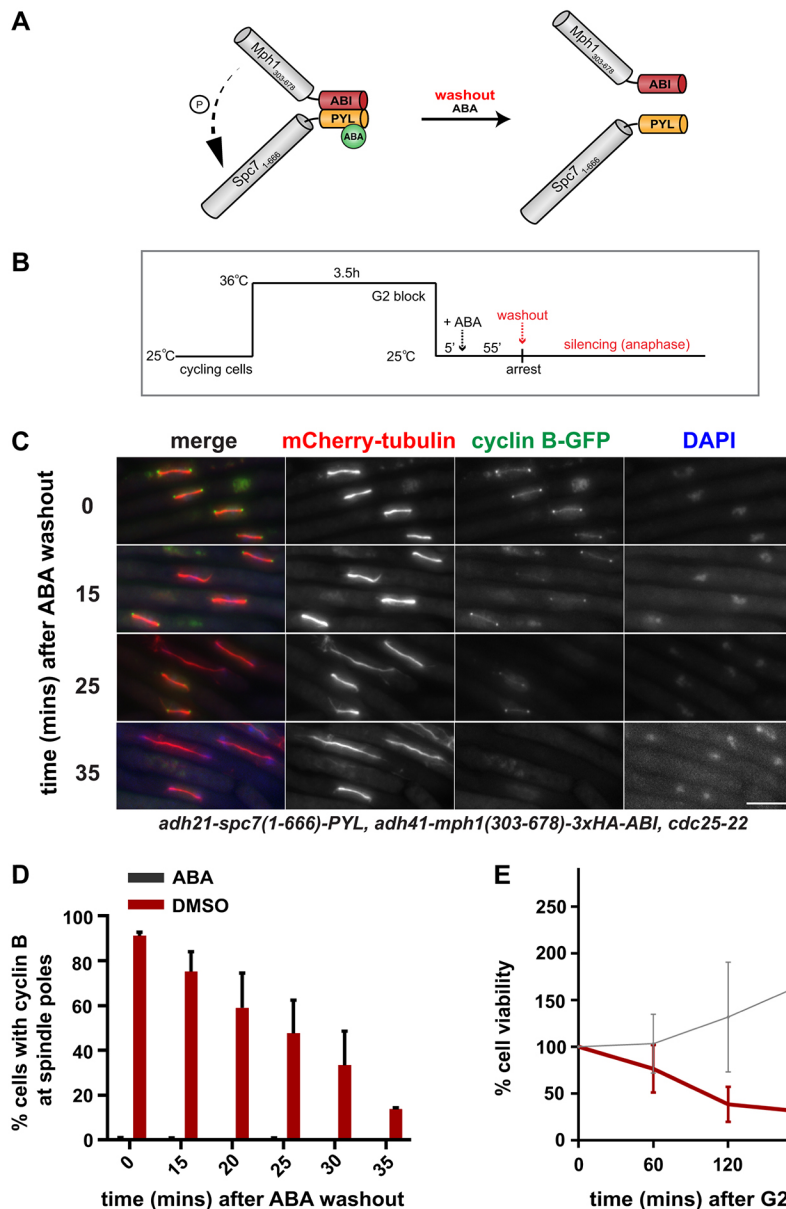 A
Mph1 303-678
ABI
PYL
ABA
P
Spc7 1-666
washout
ABA
Mph1 303-678
ABI
PYL
Spc7 1-666
B
36°C
3.5h
G2 block
+ ABA
washout
25°C
cycling cells
25°C
5'
55'
arrest
silencing (anaphase)
C
merge
mCherry-tubulin
cyclin B-GFP
DAPI
time (mins) after ABA washout
0
15
25
35
adh21-spc7(1-666)-PYL, adh41-mph1(303-678)-3xHA-ABI, cdc25-22
D
ABA
DMSO
% cells with cyclin B
at spindle poles
100
80
60
40
20
0
0
15
20
25
30
35
time (mins) after ABA washout
E
% cell viability
250
200
150
100
50
0
0
60
120
time (mins) after G2